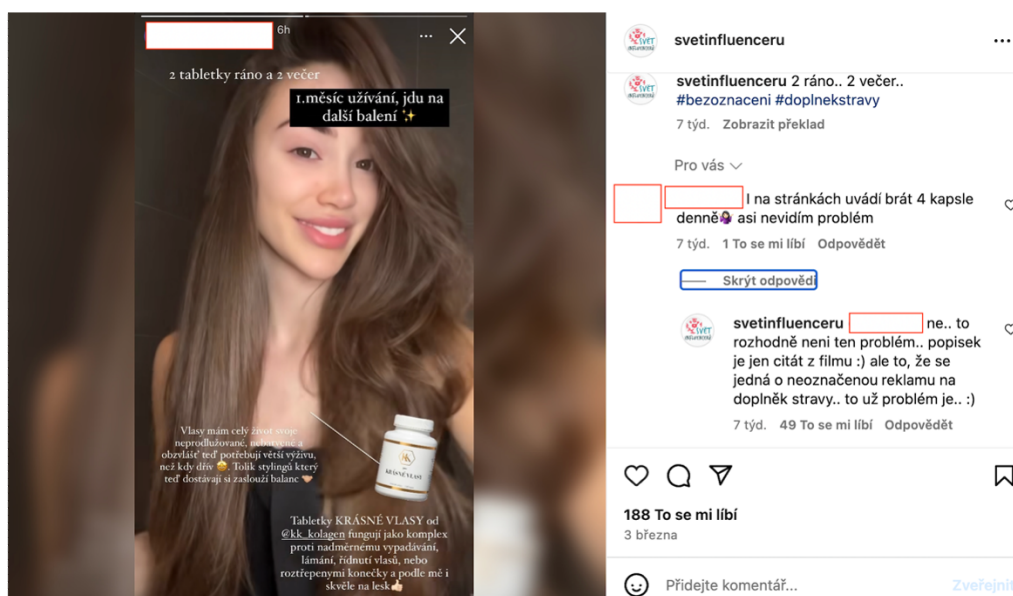 6h
2 tabletky ráno a 2 večer
1.měsíc užívání, jdu na
další balení ✨
Vlasy mám celý život svoje
neprodlužované, nebarvené a
obzvlášť teď potřebují větší výživu,
než kdy dřív 🤩. Tolik stylingů který
teď dostávají si zaslouží balanc 🤝🏼
KRÁSNÉ VLASY
Tabletky KRÁSNÉ VLASY od
@kk_kolagen fungují jako komplex
proti nadměrnému vypadávání,
lámání, řídnutí vlasů, nebo
roztřepenymi konečky a podle mě i
skvěle na lesk👍🏻
svetinfluenceru
svetinfluenceru 2 ráno.. 2 večer..
#bezoznaceni #doplnekstravy
7 týd. Zobrazit překlad
Pro vás
I na stránkách uvádí brát 4 kapsle
denně🤷🏻‍♀️ asi nevidím problém
7 týd. 1 To se mi líbí Odpovědět
Skrýt odpovědi
svetinfluenceru ne.. to
rozhodně neni ten problém.. popisek
je jen citát z filmu :) ale to, že se
jedná o neoznačenou reklamu na
doplněk stravy.. to už problém je.. :)
7 týd. 49 To se mi líbí Odpovědět
188 To se mi líbí
3 března
Přidejte komentář...
Zveřejnit